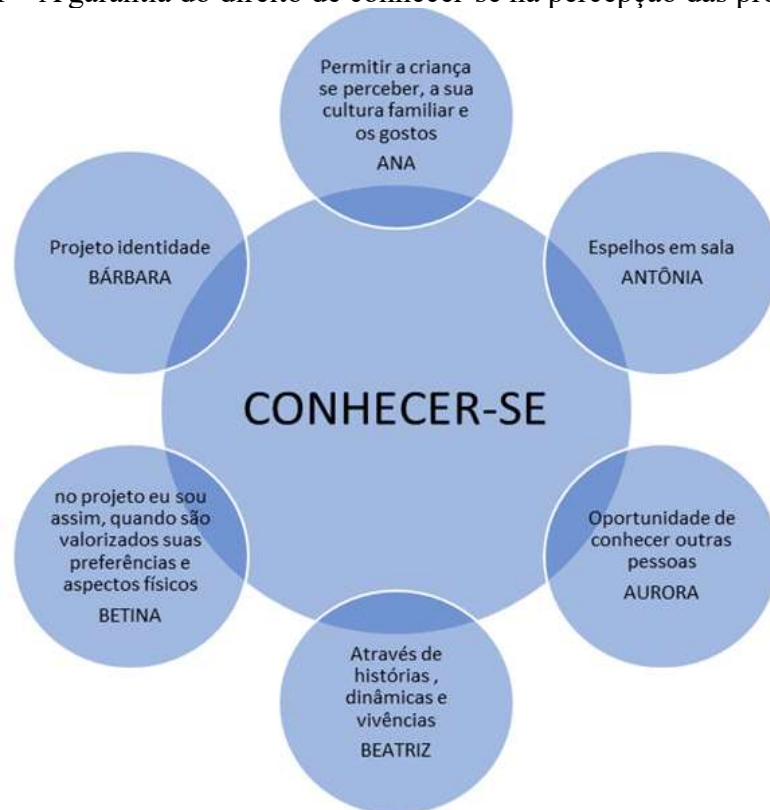 A garantia do direito de conhecer-se na percepção das
Permitir a criança
se perceber, a sua
cultura familiar e
os gostos
ANA
Projeto identidade
BÁRBARA
Espelhos em sala
ANTÔNIA
CONHECER-SE
no projeto eu sou
assim, quando são
valorizados suas
preferências e
aspectos físicos
BETINA
Oportunidade de
conhecer outras
pessoas
AURORA
Através de
histórias ,
dinâmicas e
vivências
BEATRIZ